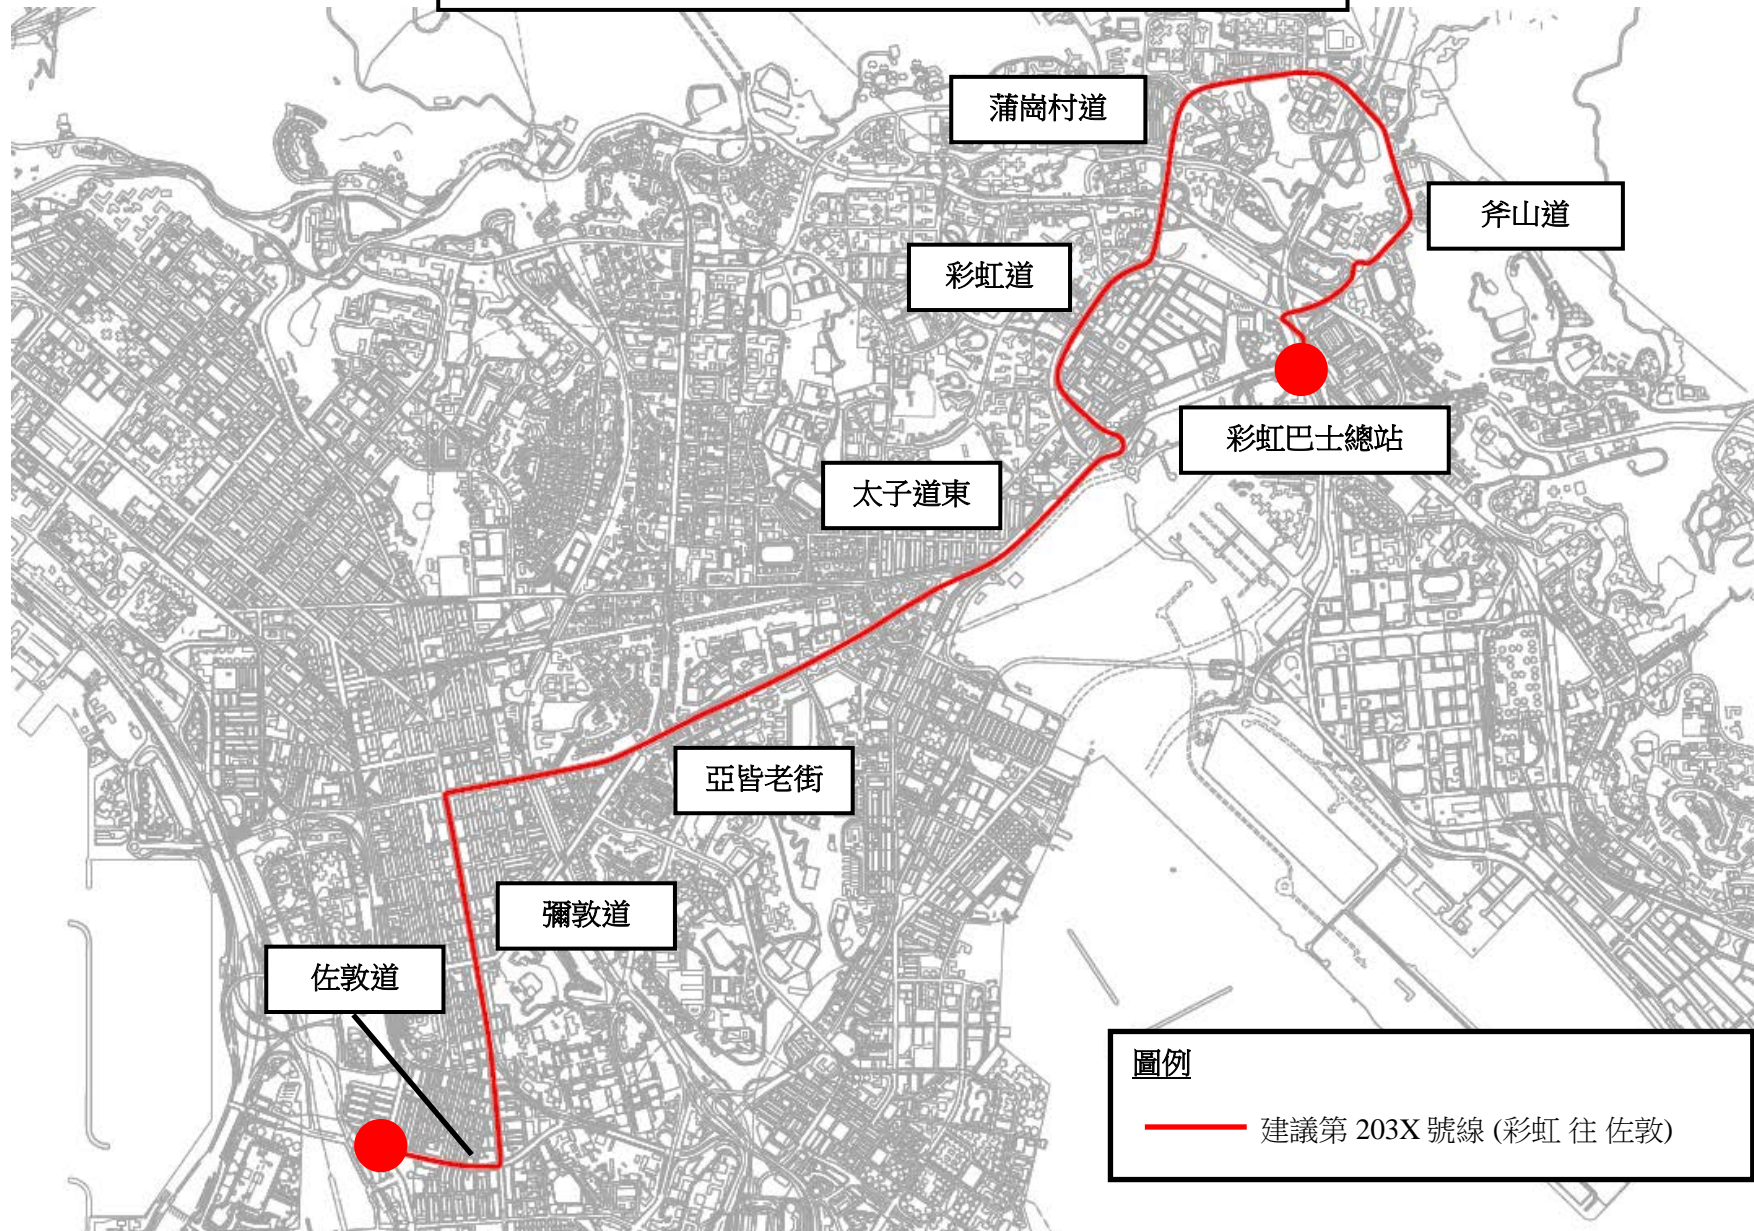 蒲崗村道
斧山道
彩虹道
彩虹巴士總站
太子道東
亞皆老街
彌敦道
佐敦道
圖例
建議第 203X 號線 (彩虹 往 佐敦)